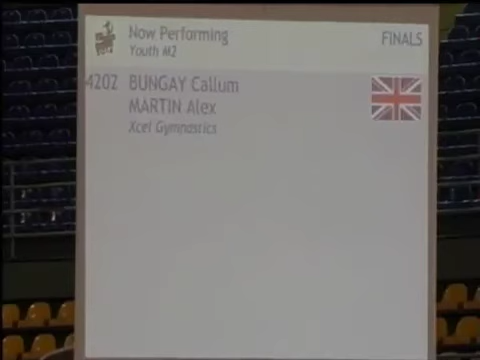 Now Performing
FINALS
Youth M2
4202 BUNGAY Callum
MARTIN Alex
Xcel Gymnastics